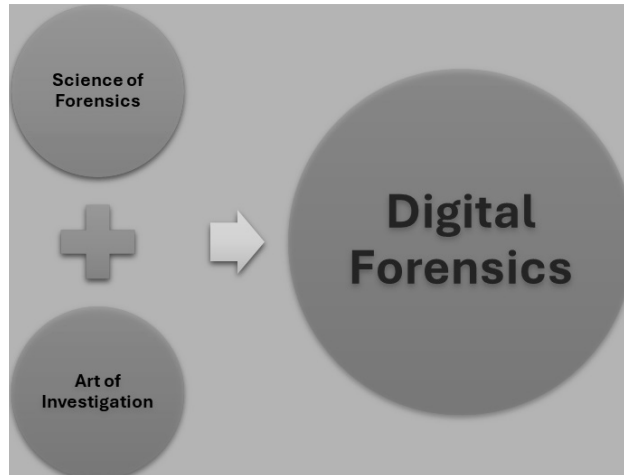 Science of
Forensics
Digital
Forensics
Art of
Investigation